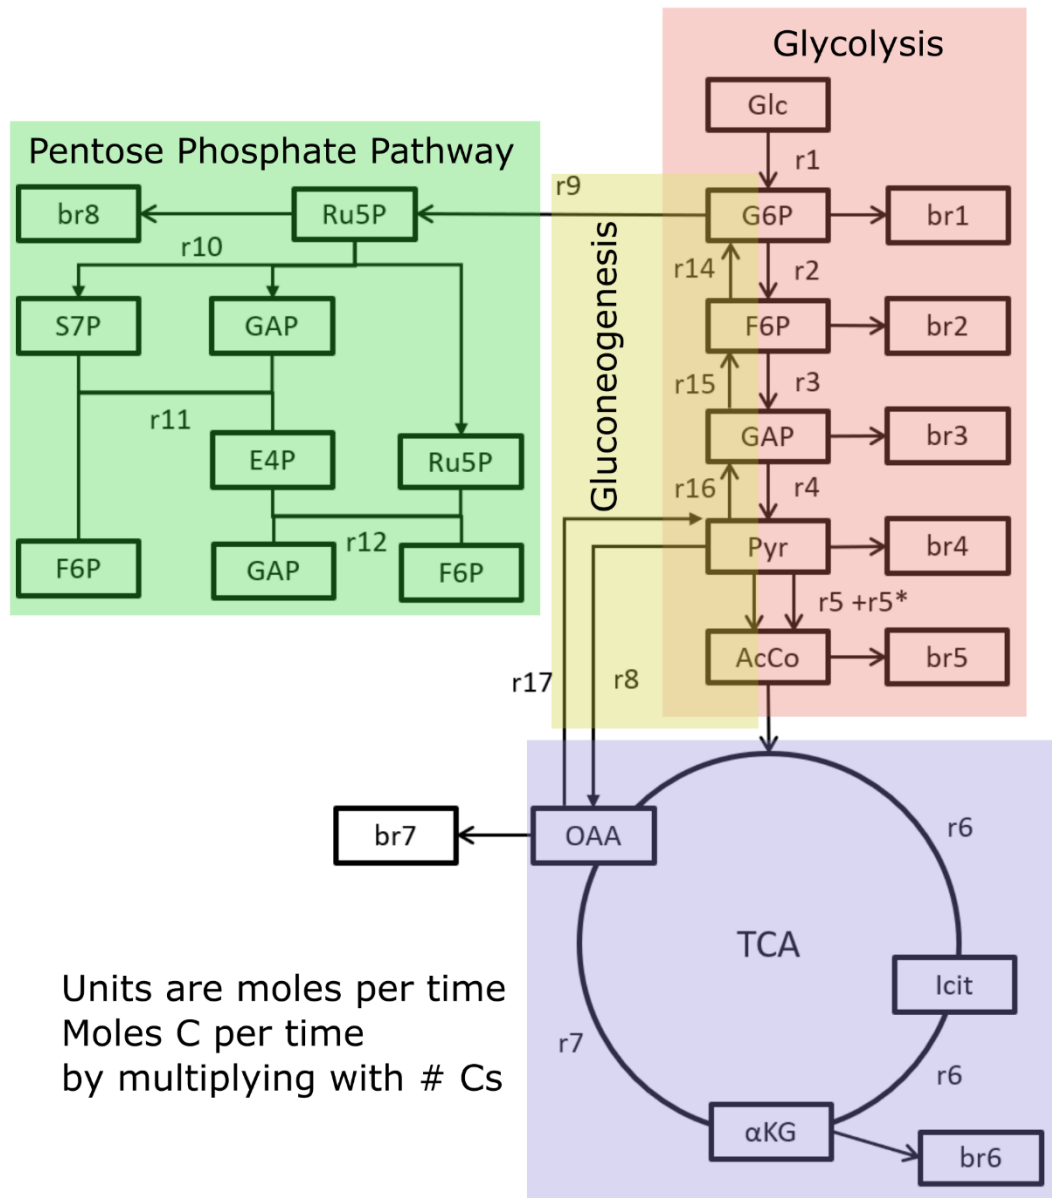 Glycolysis
Glc
r1
Pentose Phosphate Pathway
br8
Ru5P
r9
G6P
br1
r10
r14
r2
S7P
GAP
F6P
br2
Gluconeogenesis
r15
r3
r11
GAP
br3
E4P
Ru5P
r16
r4
r12
Pyr
br4
F6P
GAP
F6P
r5 +r5*
AcCo
br5
r17
r8
br7
OAA
r6
TCA
Icit
Units are moles per time
Moles C per time
by multiplying with # Cs
r7
r6
αKG
br6